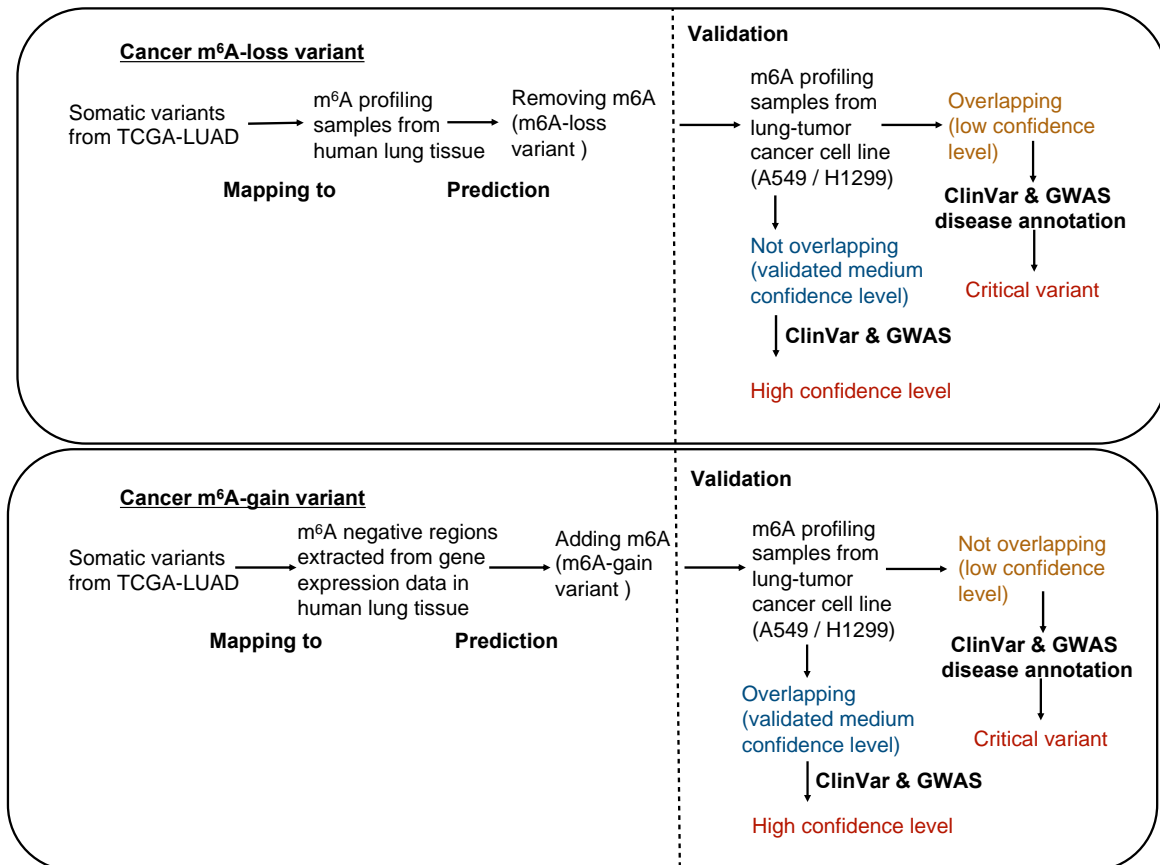 Cancer m⁶A-loss variant
Somatic variants
from TCGA-LUAD
m⁶A profiling
samples from
human lung tissue
Removing m6A
(m6A-loss
variant )
Mapping to
Prediction
Validation
m6A profiling
samples from
lung-tumor
cancer cell line
(A549 / H1299)
Overlapping
(low confidence
level)
ClinVar & GWAS
disease annotation
Critical variant
Not overlapping
(validated medium
confidence level)
ClinVar & GWAS
High confidence level
Cancer m⁶A-gain variant
Somatic variants
from TCGA-LUAD
m⁶A negative regions
extracted from gene
expression data in
human lung tissue
Adding m6A
(m6A-gain
variant )
Mapping to
Prediction
Validation
m6A profiling
samples from
lung-tumor
cancer cell line
(A549 / H1299)
Not overlapping
(low confidence
level)
ClinVar & GWAS
disease annotation
Critical variant
Overlapping
(validated medium
confidence level)
ClinVar & GWAS
High confidence level